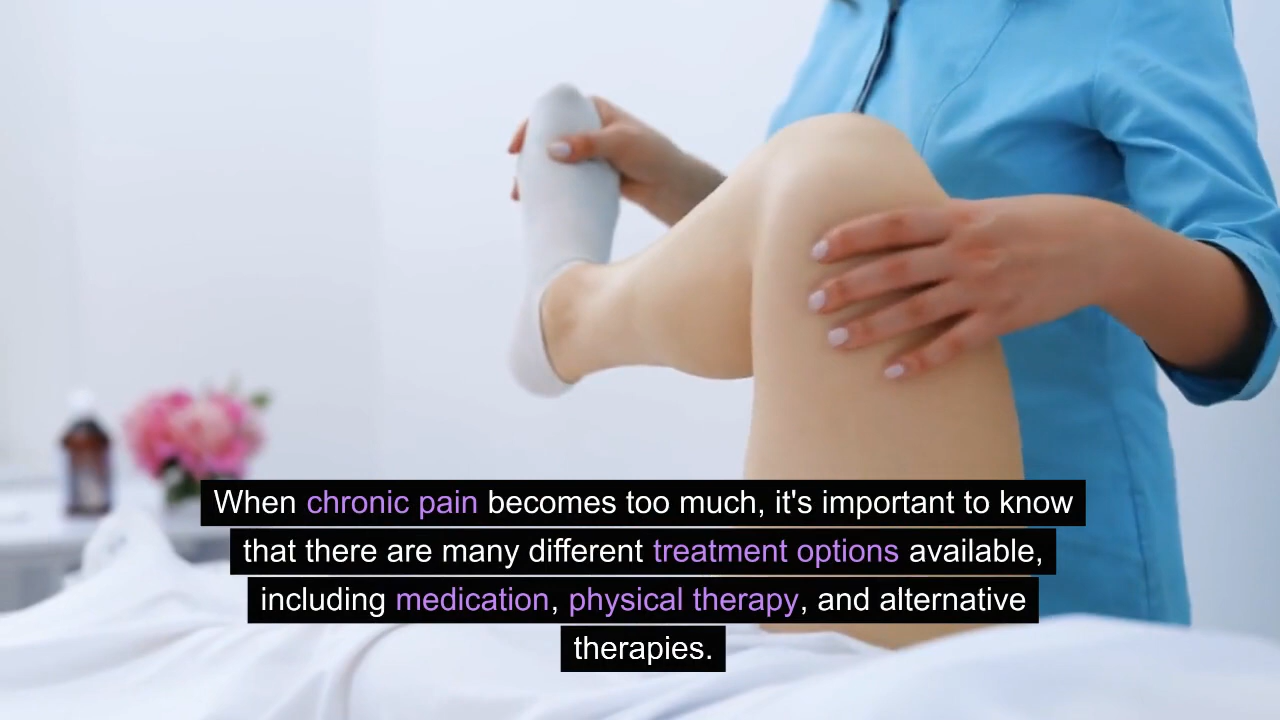 When chronic pain becomes too much, it's important to know
that there are many different treatment options available,
including medication, physical therapy, and alternative
therapies.